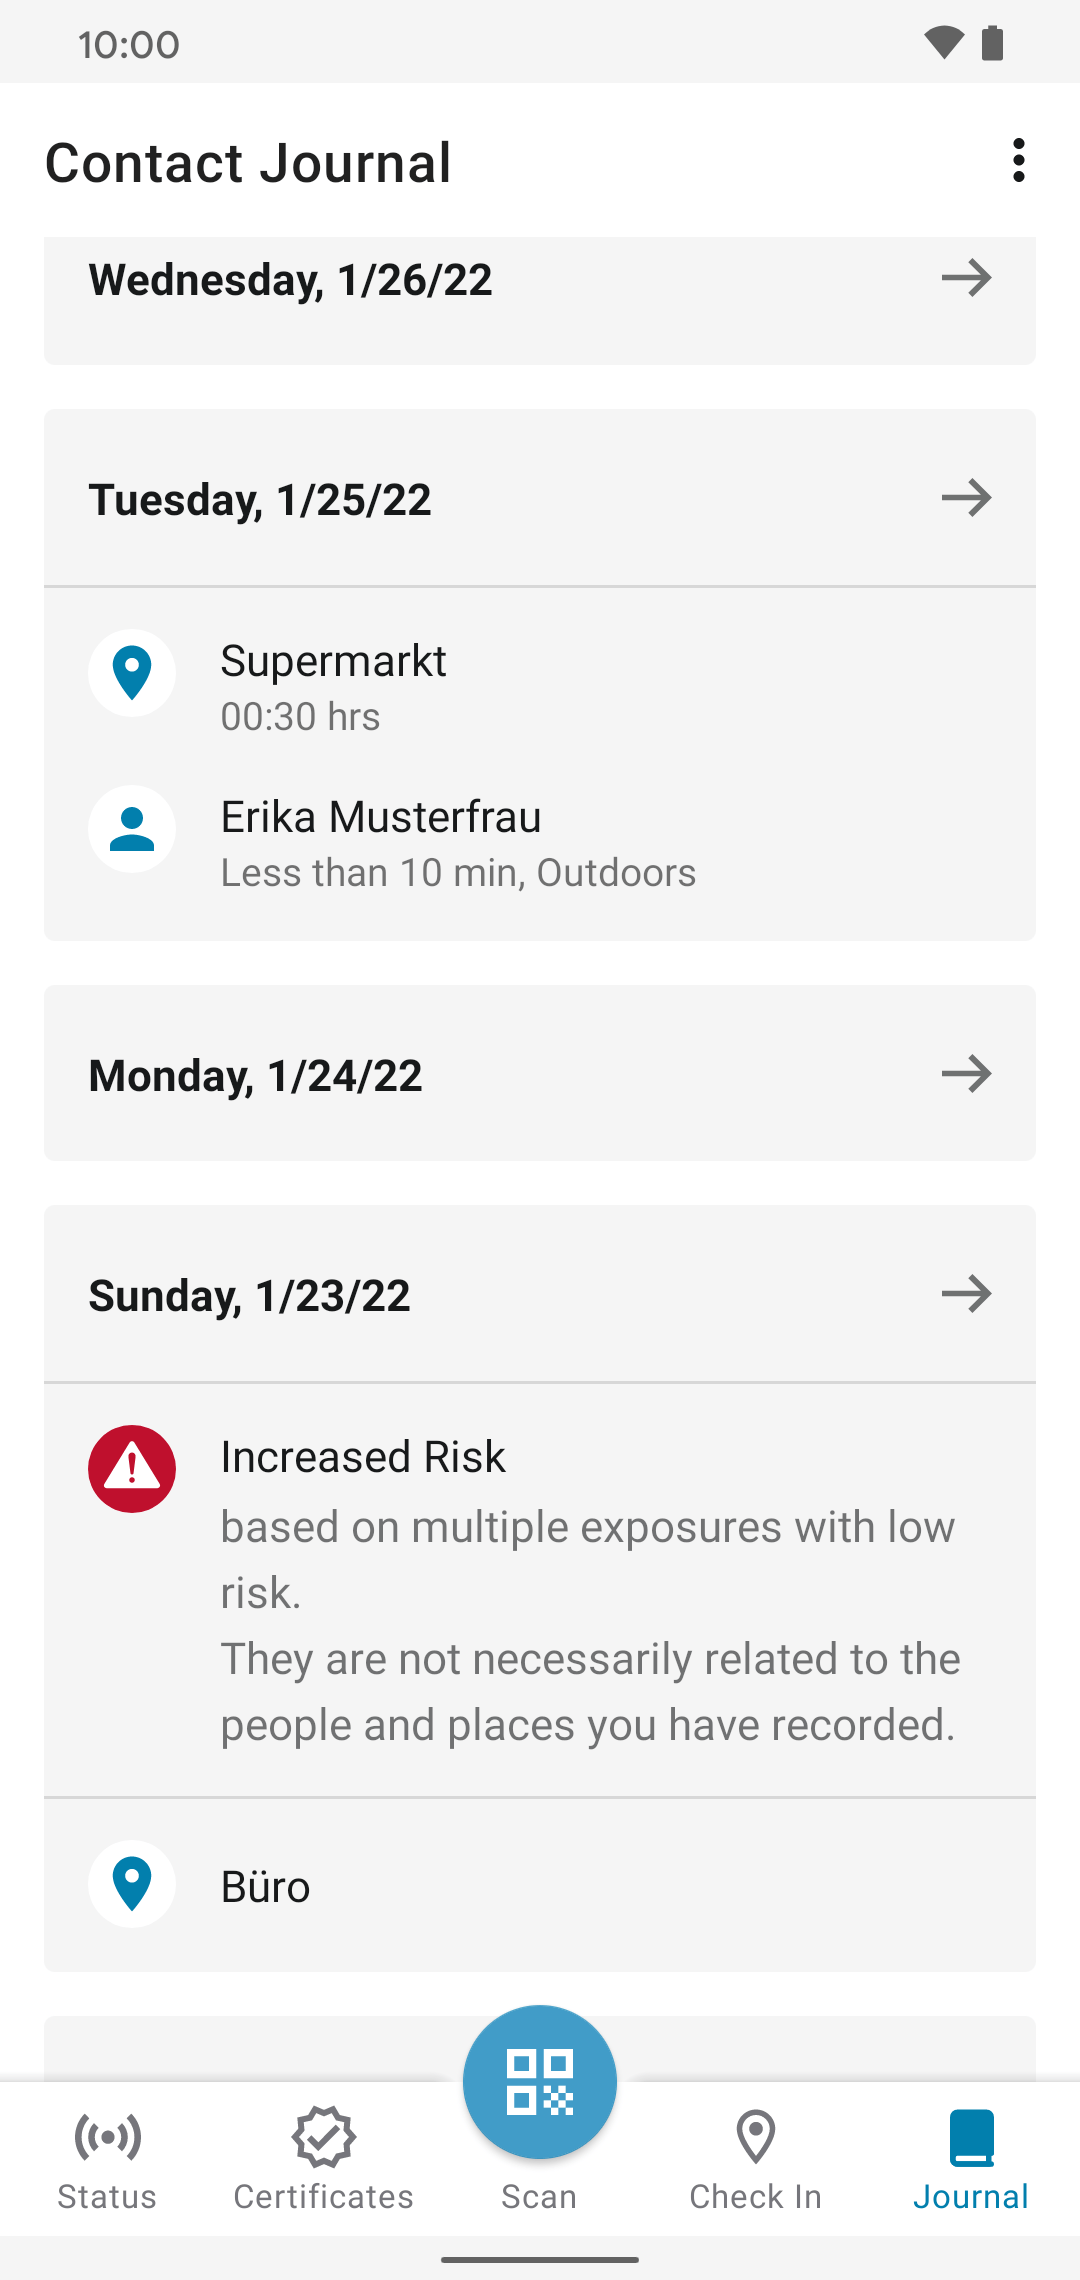 10:00
Contact Journal
Wednesday, 1/26/22
Tuesday, 1/25/22
Supermarkt
00:30 hrs
Erika Musterfrau
Less than 10 min, Outdoors
Monday, 1/24/22
Sunday, 1/23/22
Increased Risk
based on multiple exposures with low
risk.
They are not necessarily related to the
people and places you have recorded.
Büro
Status
Certificates
Scan
Check In
Journal